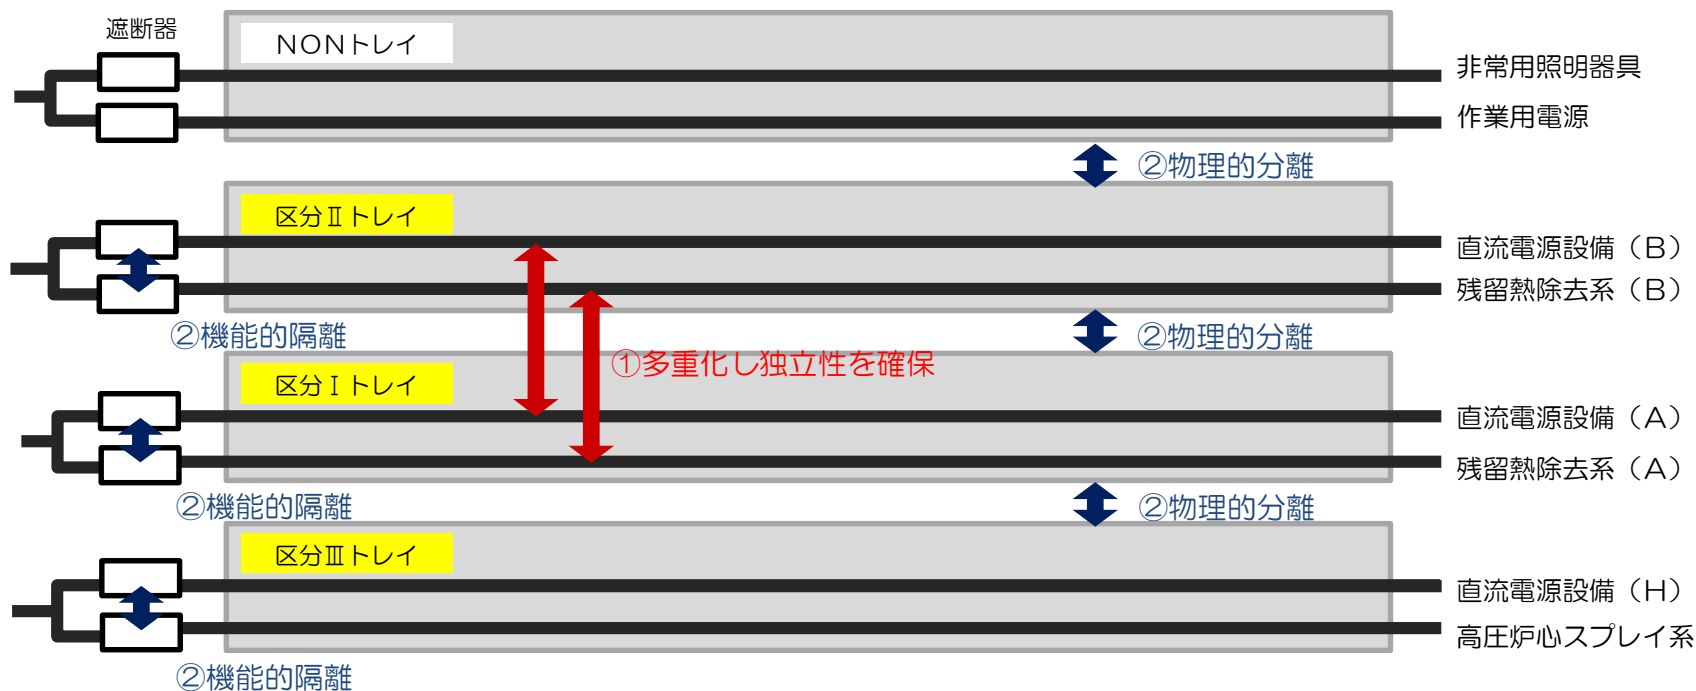 遮断器
NONトレイ
非常用照明器具
作業用電源
②物理的分離
区分Ⅱトレイ
直流電源設備（B）
残留熱除去系（B）
②機能的隔離
②物理的分離
①多重化し独立性を確保
区分Ⅰトレイ
直流電源設備（A）
残留熱除去系（A）
②機能的隔離
②物理的分離
区分Ⅲトレイ
直流電源設備（H）
高圧炉心スプレイ系
②機能的隔離